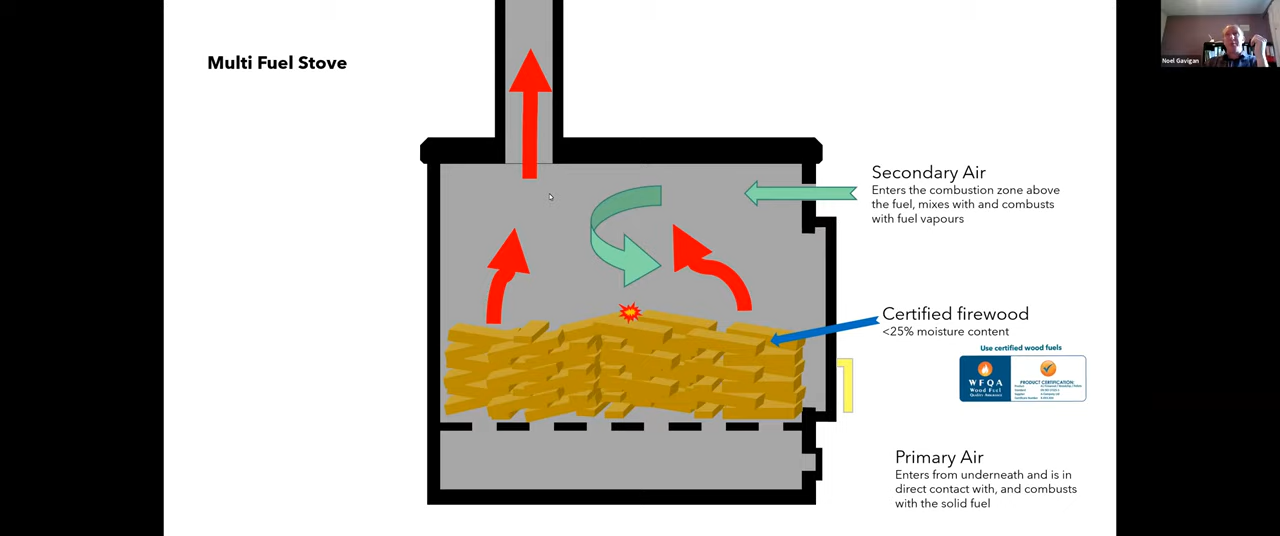 Multi Fuel Stove
Noel Gavigan
Secondary Air
Enters the combustion zone above
the fuel, mixes with and combusts
with fuel vapours
Certified firewood
<25% moisture content
Use certified wood fuels
WFQA
Wood Fuel
Quality Assurance
PRODUCT CERTIFICATION:
Primary Air
Enters from underneath and is in
direct contact with, and combusts
with the solid fuel